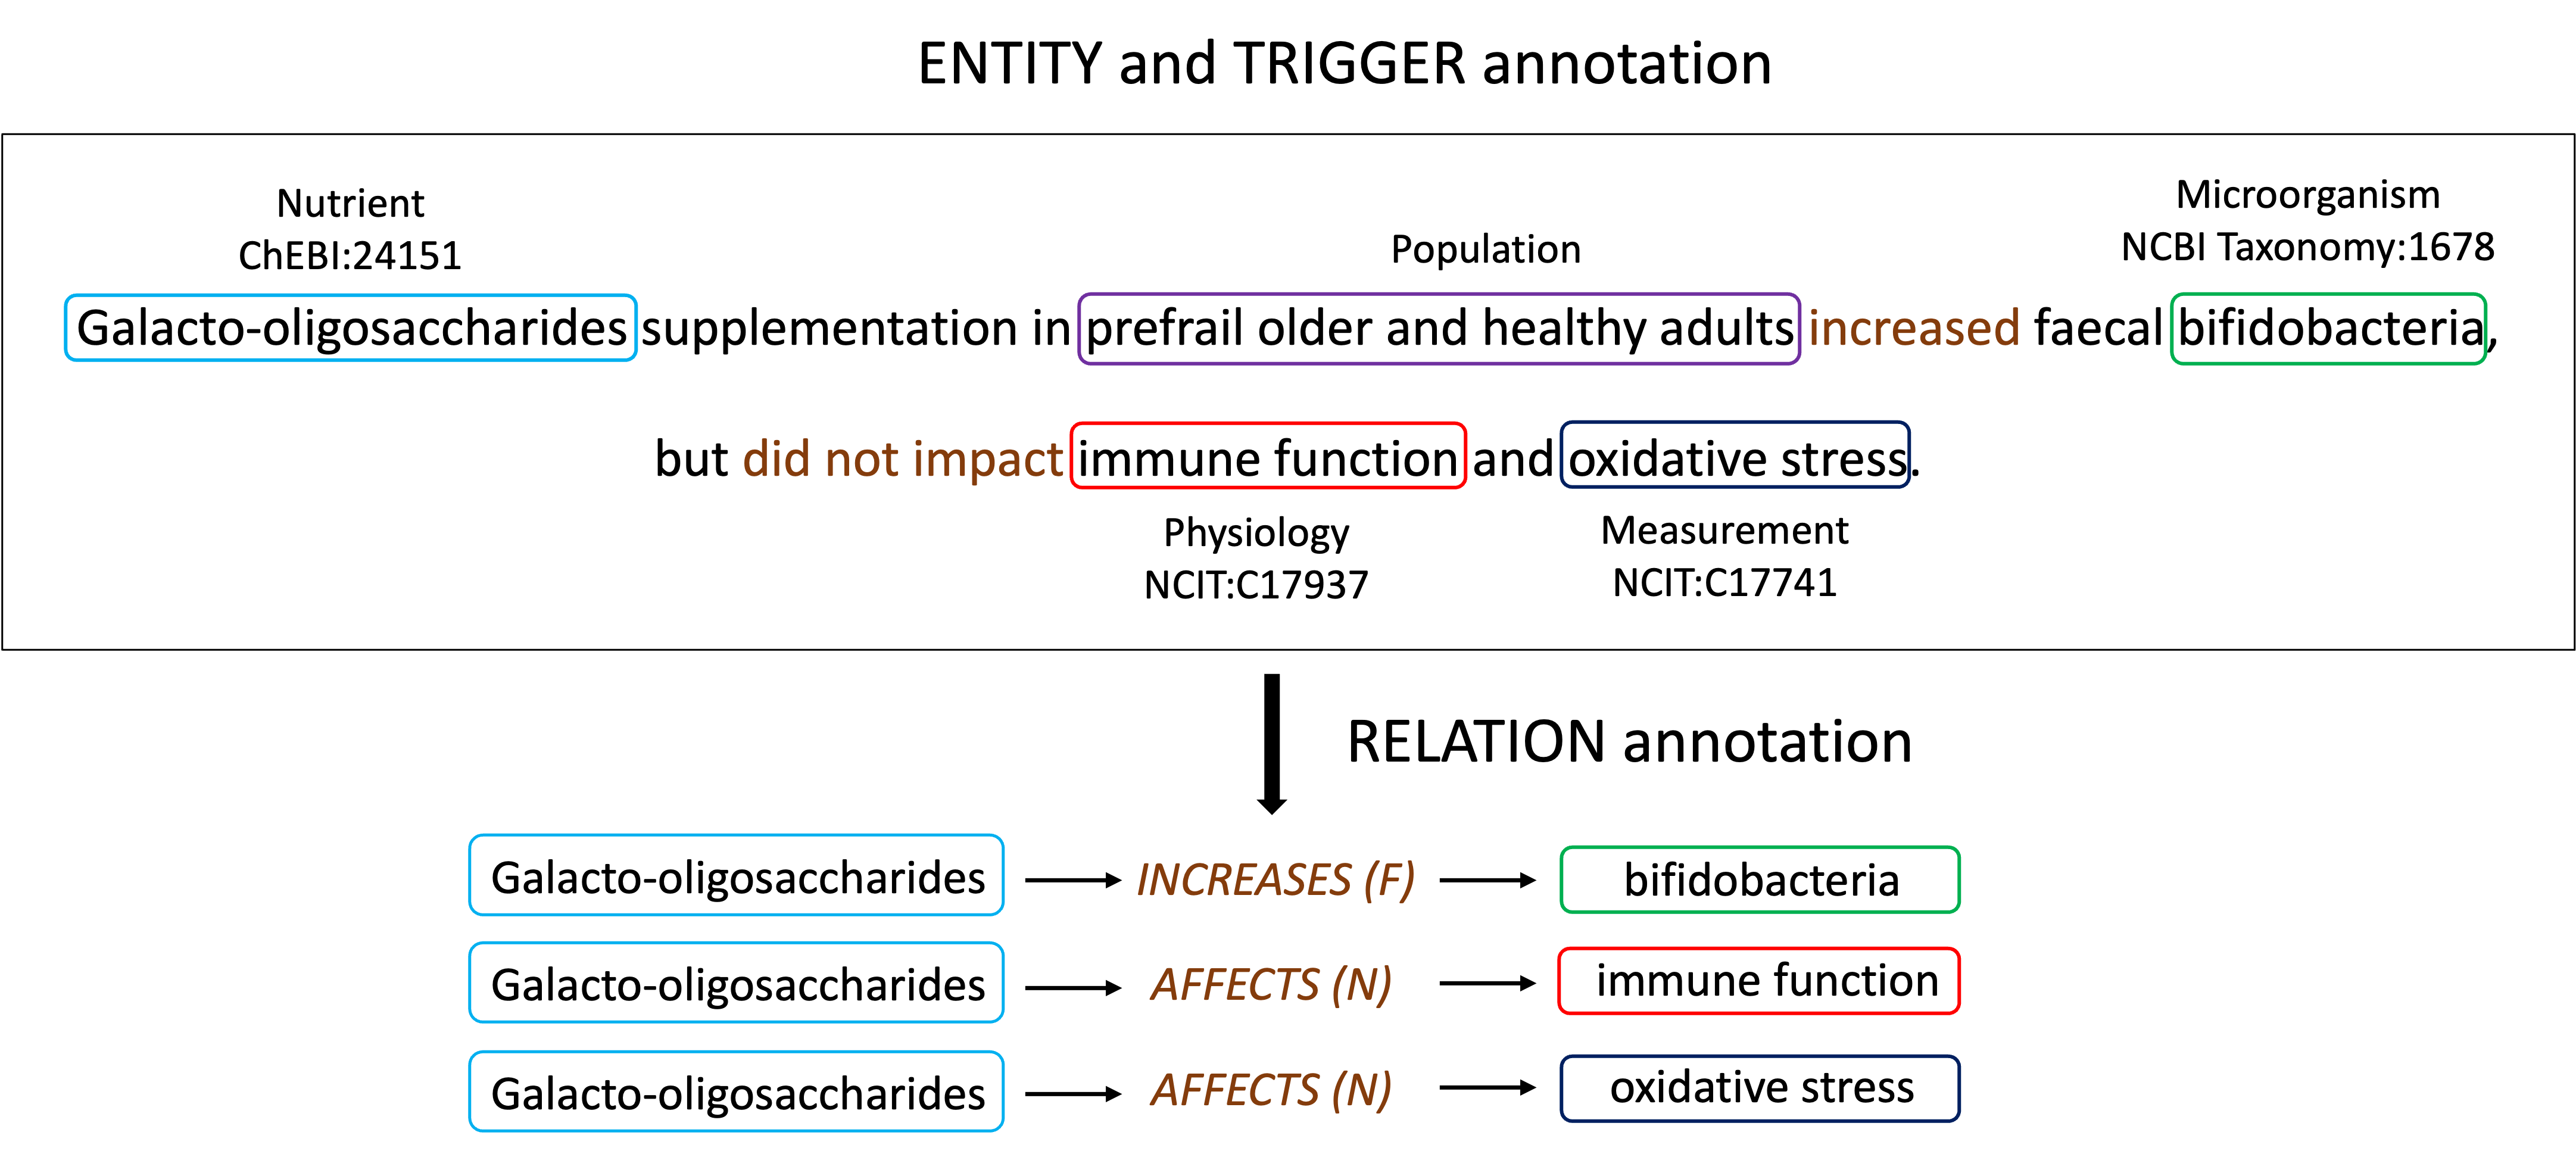 ENTITY and TRIGGER annotation
Nutrient
ChEBI:24151
Population
Microorganism
NCBI Taxonomy:1678
Galacto-oligosaccharides supplementation in prefrail older and healthy adults increased faecal bifidobacteria,
but did not impact immune function and oxidative stress.
Physiology
NCIT:C17937
Measurement
NCIT:C17741
RELATION annotation
Galacto-oligosaccharides INCREASES (F) bifidobacteria
Galacto-oligosaccharides AFFECTS (N) immune function
Galacto-oligosaccharides AFFECTS (N) oxidative stress